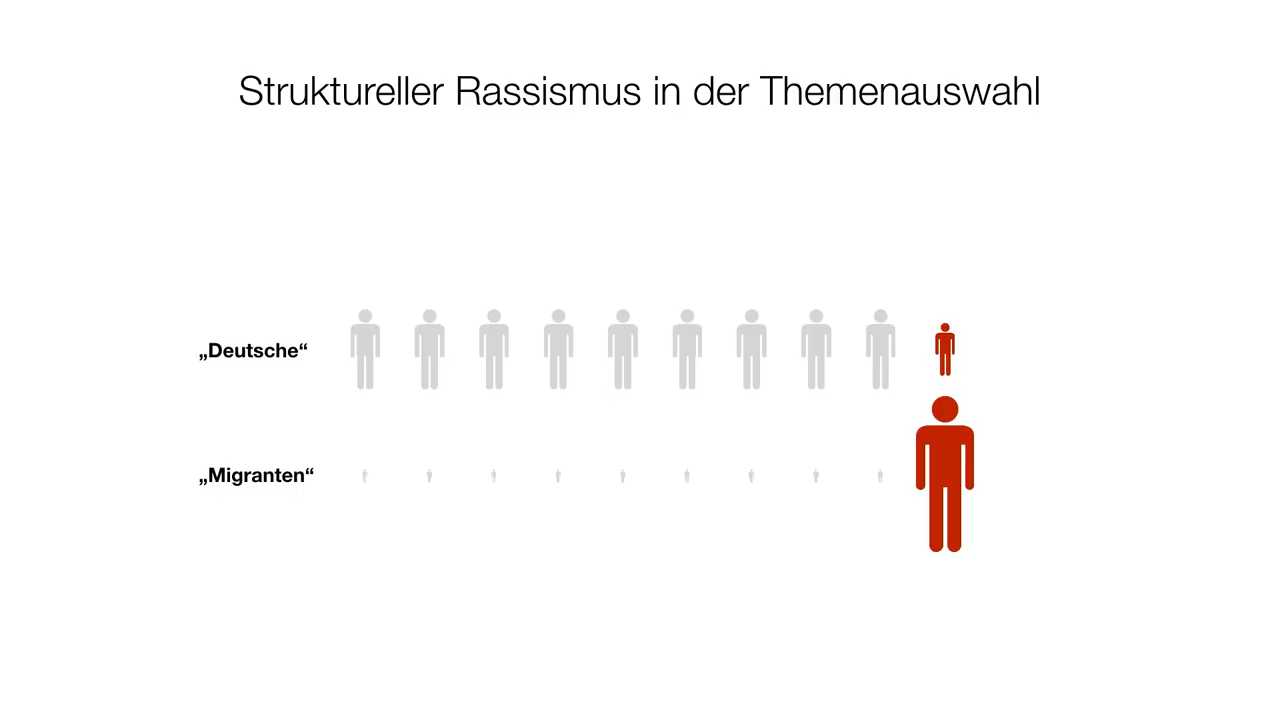 Struktureller Rassismus in der Themenauswahl
„Deutsche“
„Migranten“